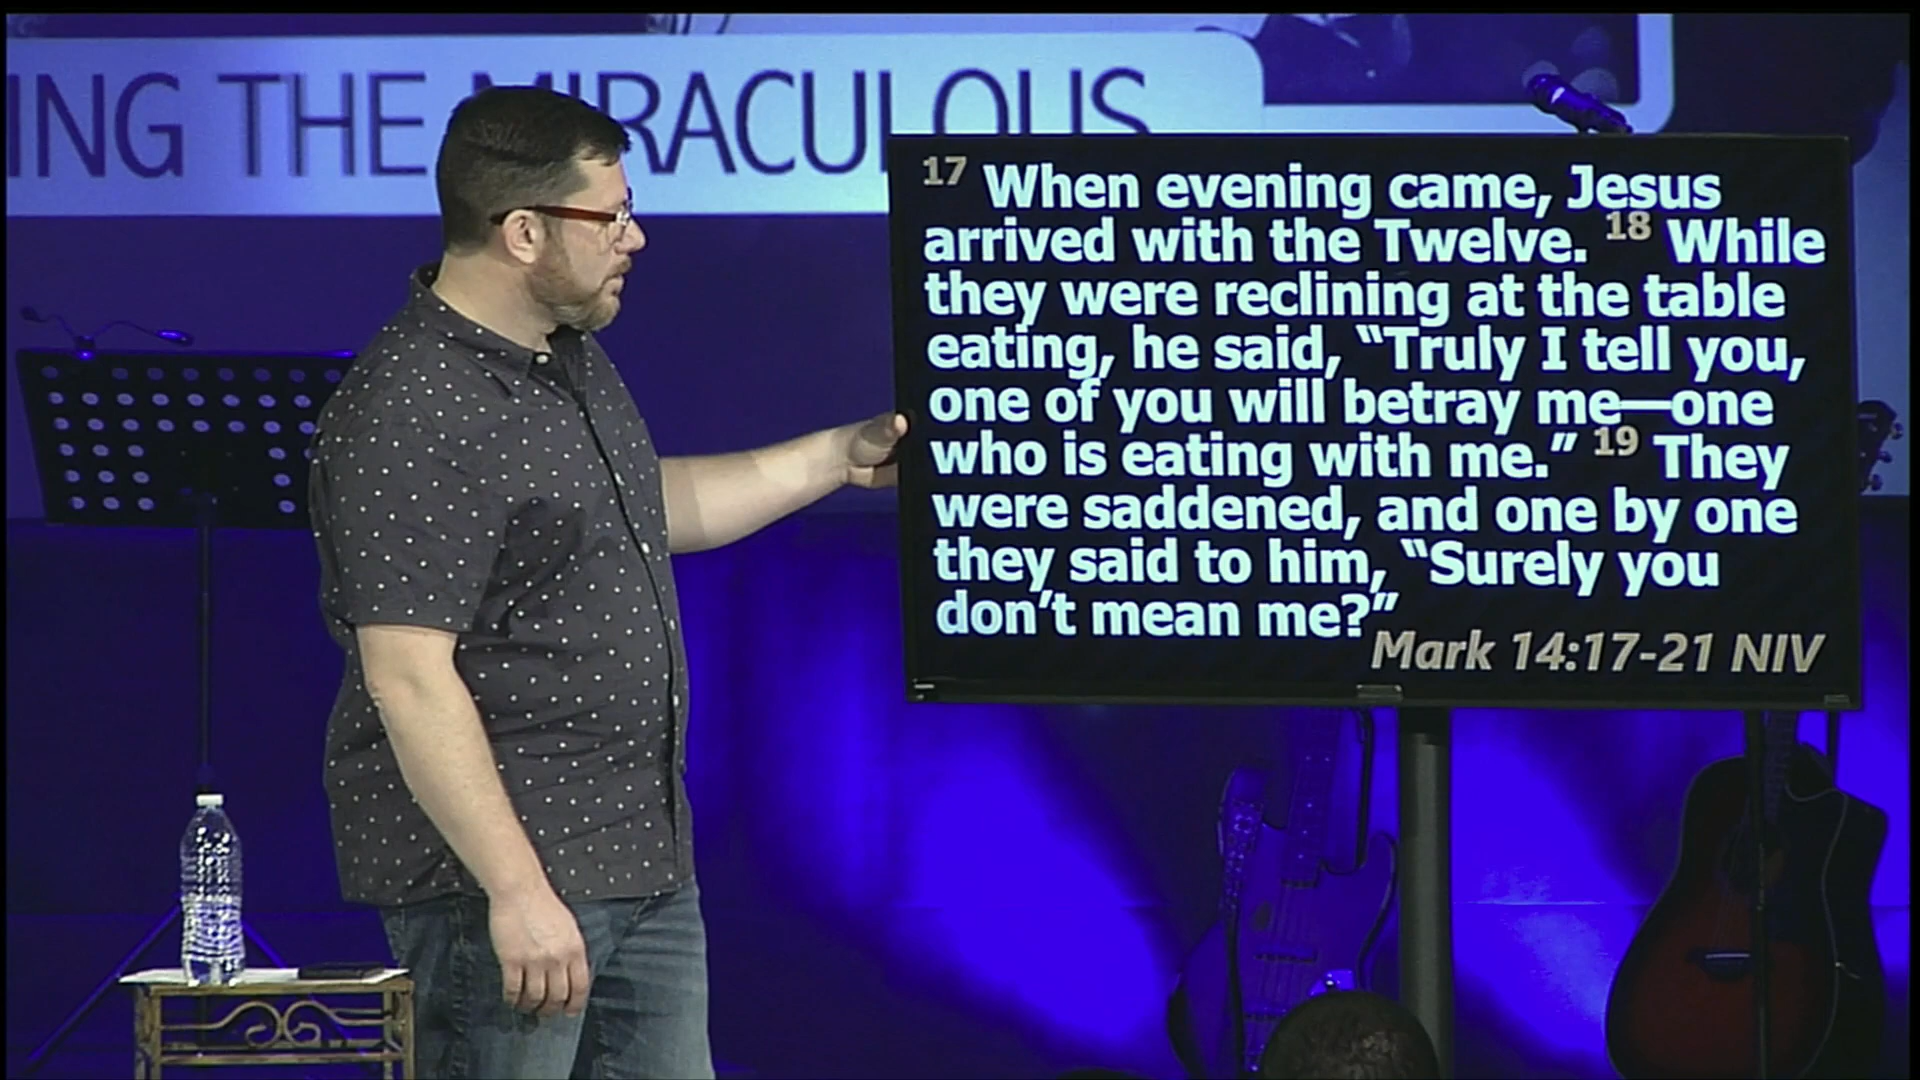 ING THE MIRACULOUS
17 When evening came, Jesus
arrived with the Twelve. 18 While
they were reclining at the table
eating, he said, “Truly I tell you,
one of you will betray me—one
who is eating with me.” 19 They
were saddened, and one by one
they said to him, “Surely you
don’t mean me?”
Mark 14:17-21 NIV